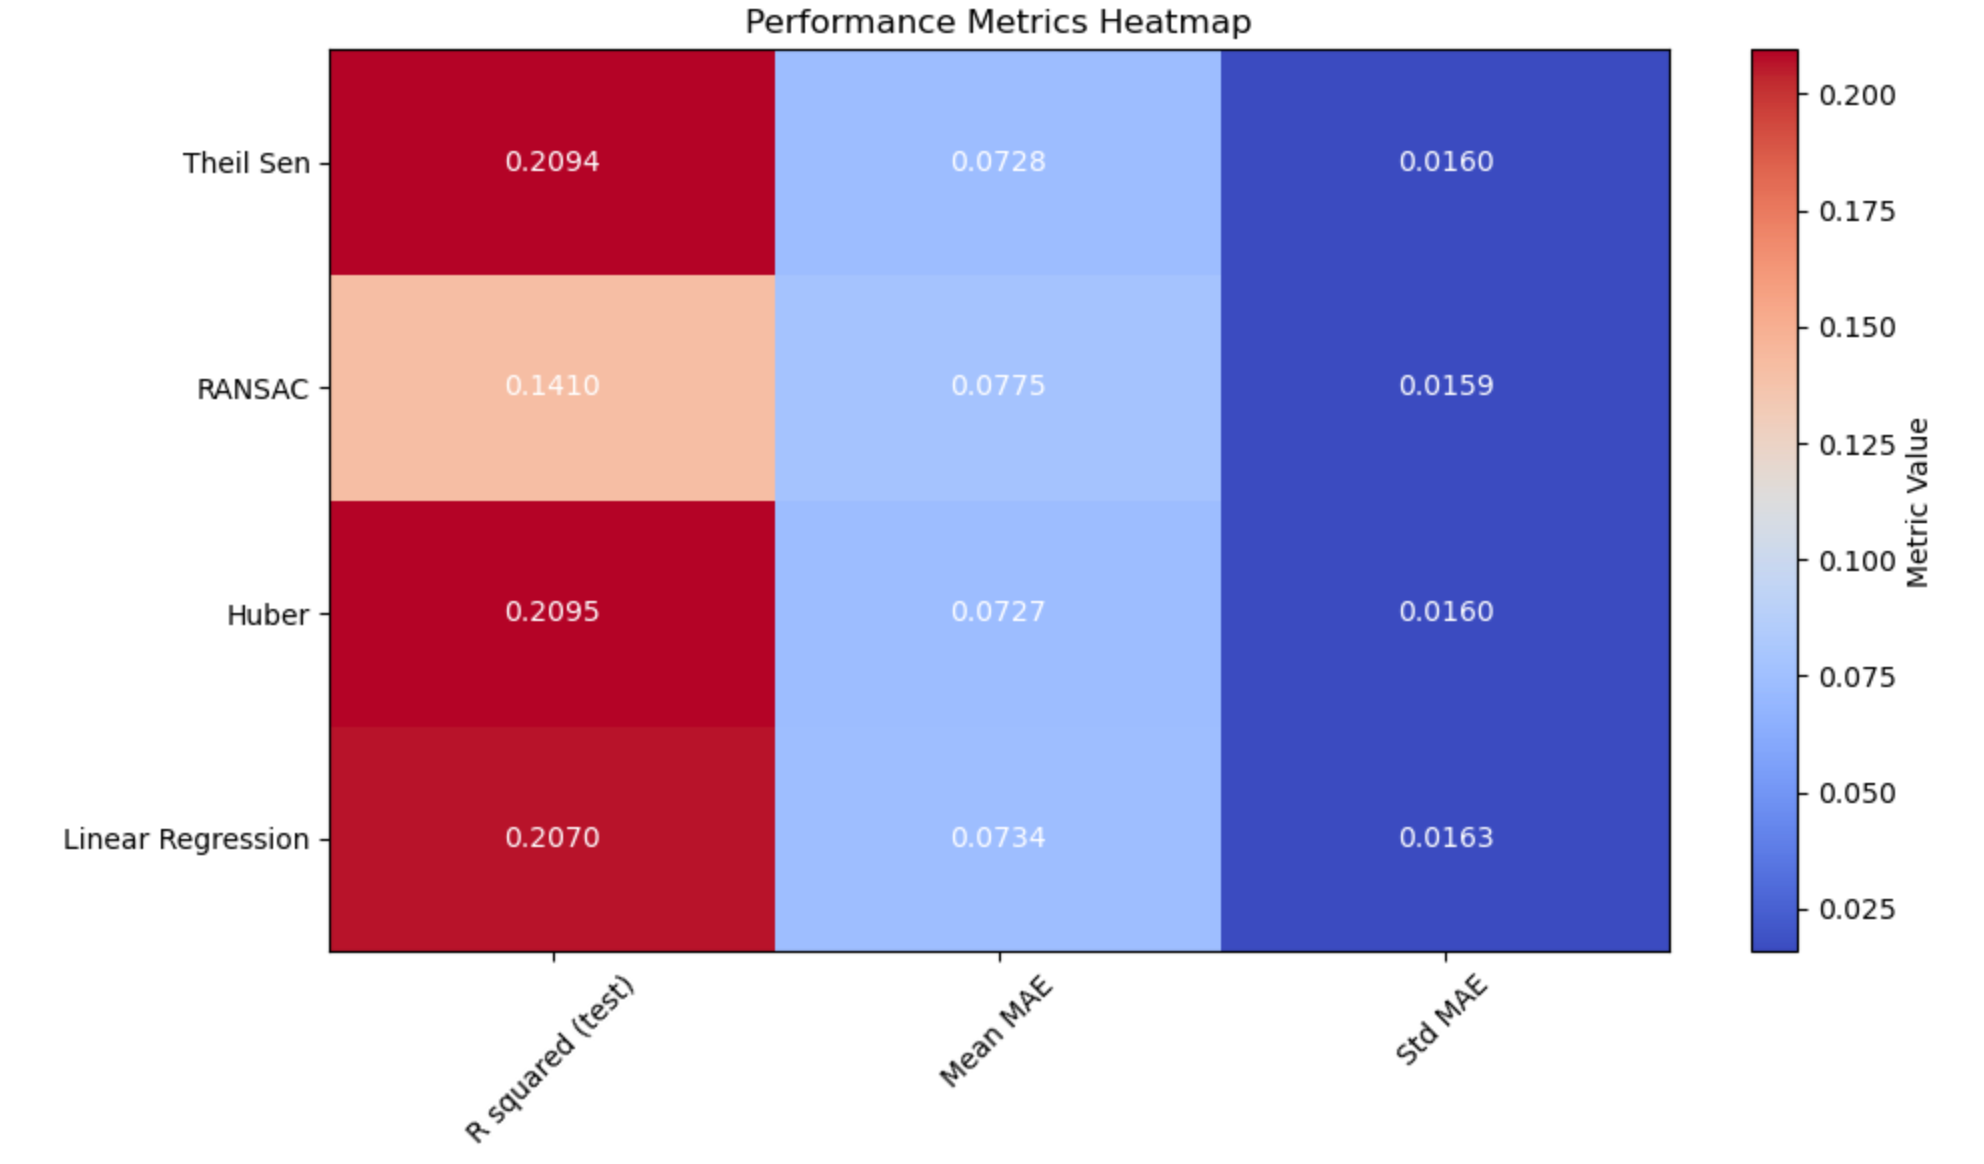 Performance Metrics Heatmap
Theil Sen 0.2094 0.0728 0.0160
RANSAC 0.1410 0.0775 0.0159
Huber 0.2095 0.0727 0.0160
Linear Regression 0.2070 0.0734 0.0163
R squared (test) Mean MAE Std MAE
0.200
0.175
0.150
0.125
0.100
0.075
0.050
0.025
Metric Value